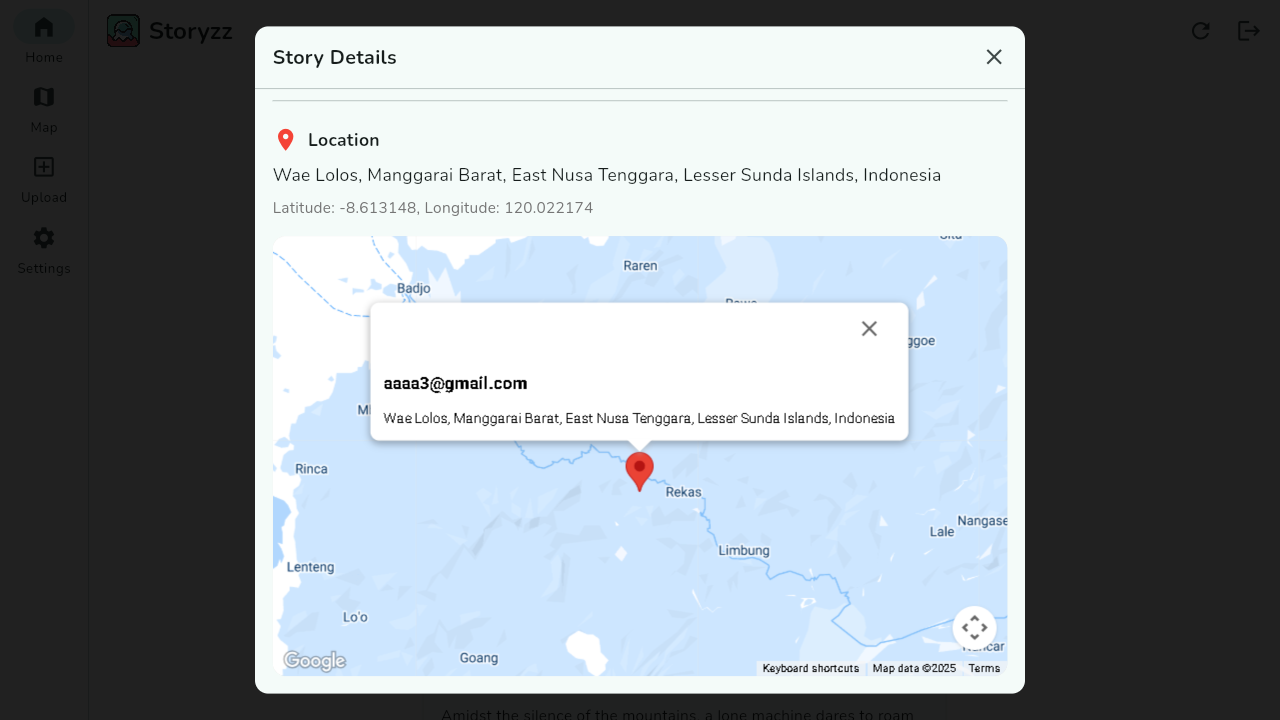 Storyzz
Home
Map
Upload
Settings
Story Details
Location
Wae Lolos, Manggarai Barat, East Nusa Tenggara, Lesser Sunda Islands, Indonesia
Latitude: -8.613148, Longitude: 120.022174
Raren
Badjo
aaaa3@gmail.com
Wae Lolos, Manggarai Barat, East Nusa Tenggara, Lesser Sunda Islands, Indonesia
Rinca
Rekas
Nangase
Lale
Limbung
Lenteng
Lo'o
Goang
Google
Keyboard shortcuts
Map data ©2025
Terms
Amidst the silence of the mountains, a lone machine dares to roam